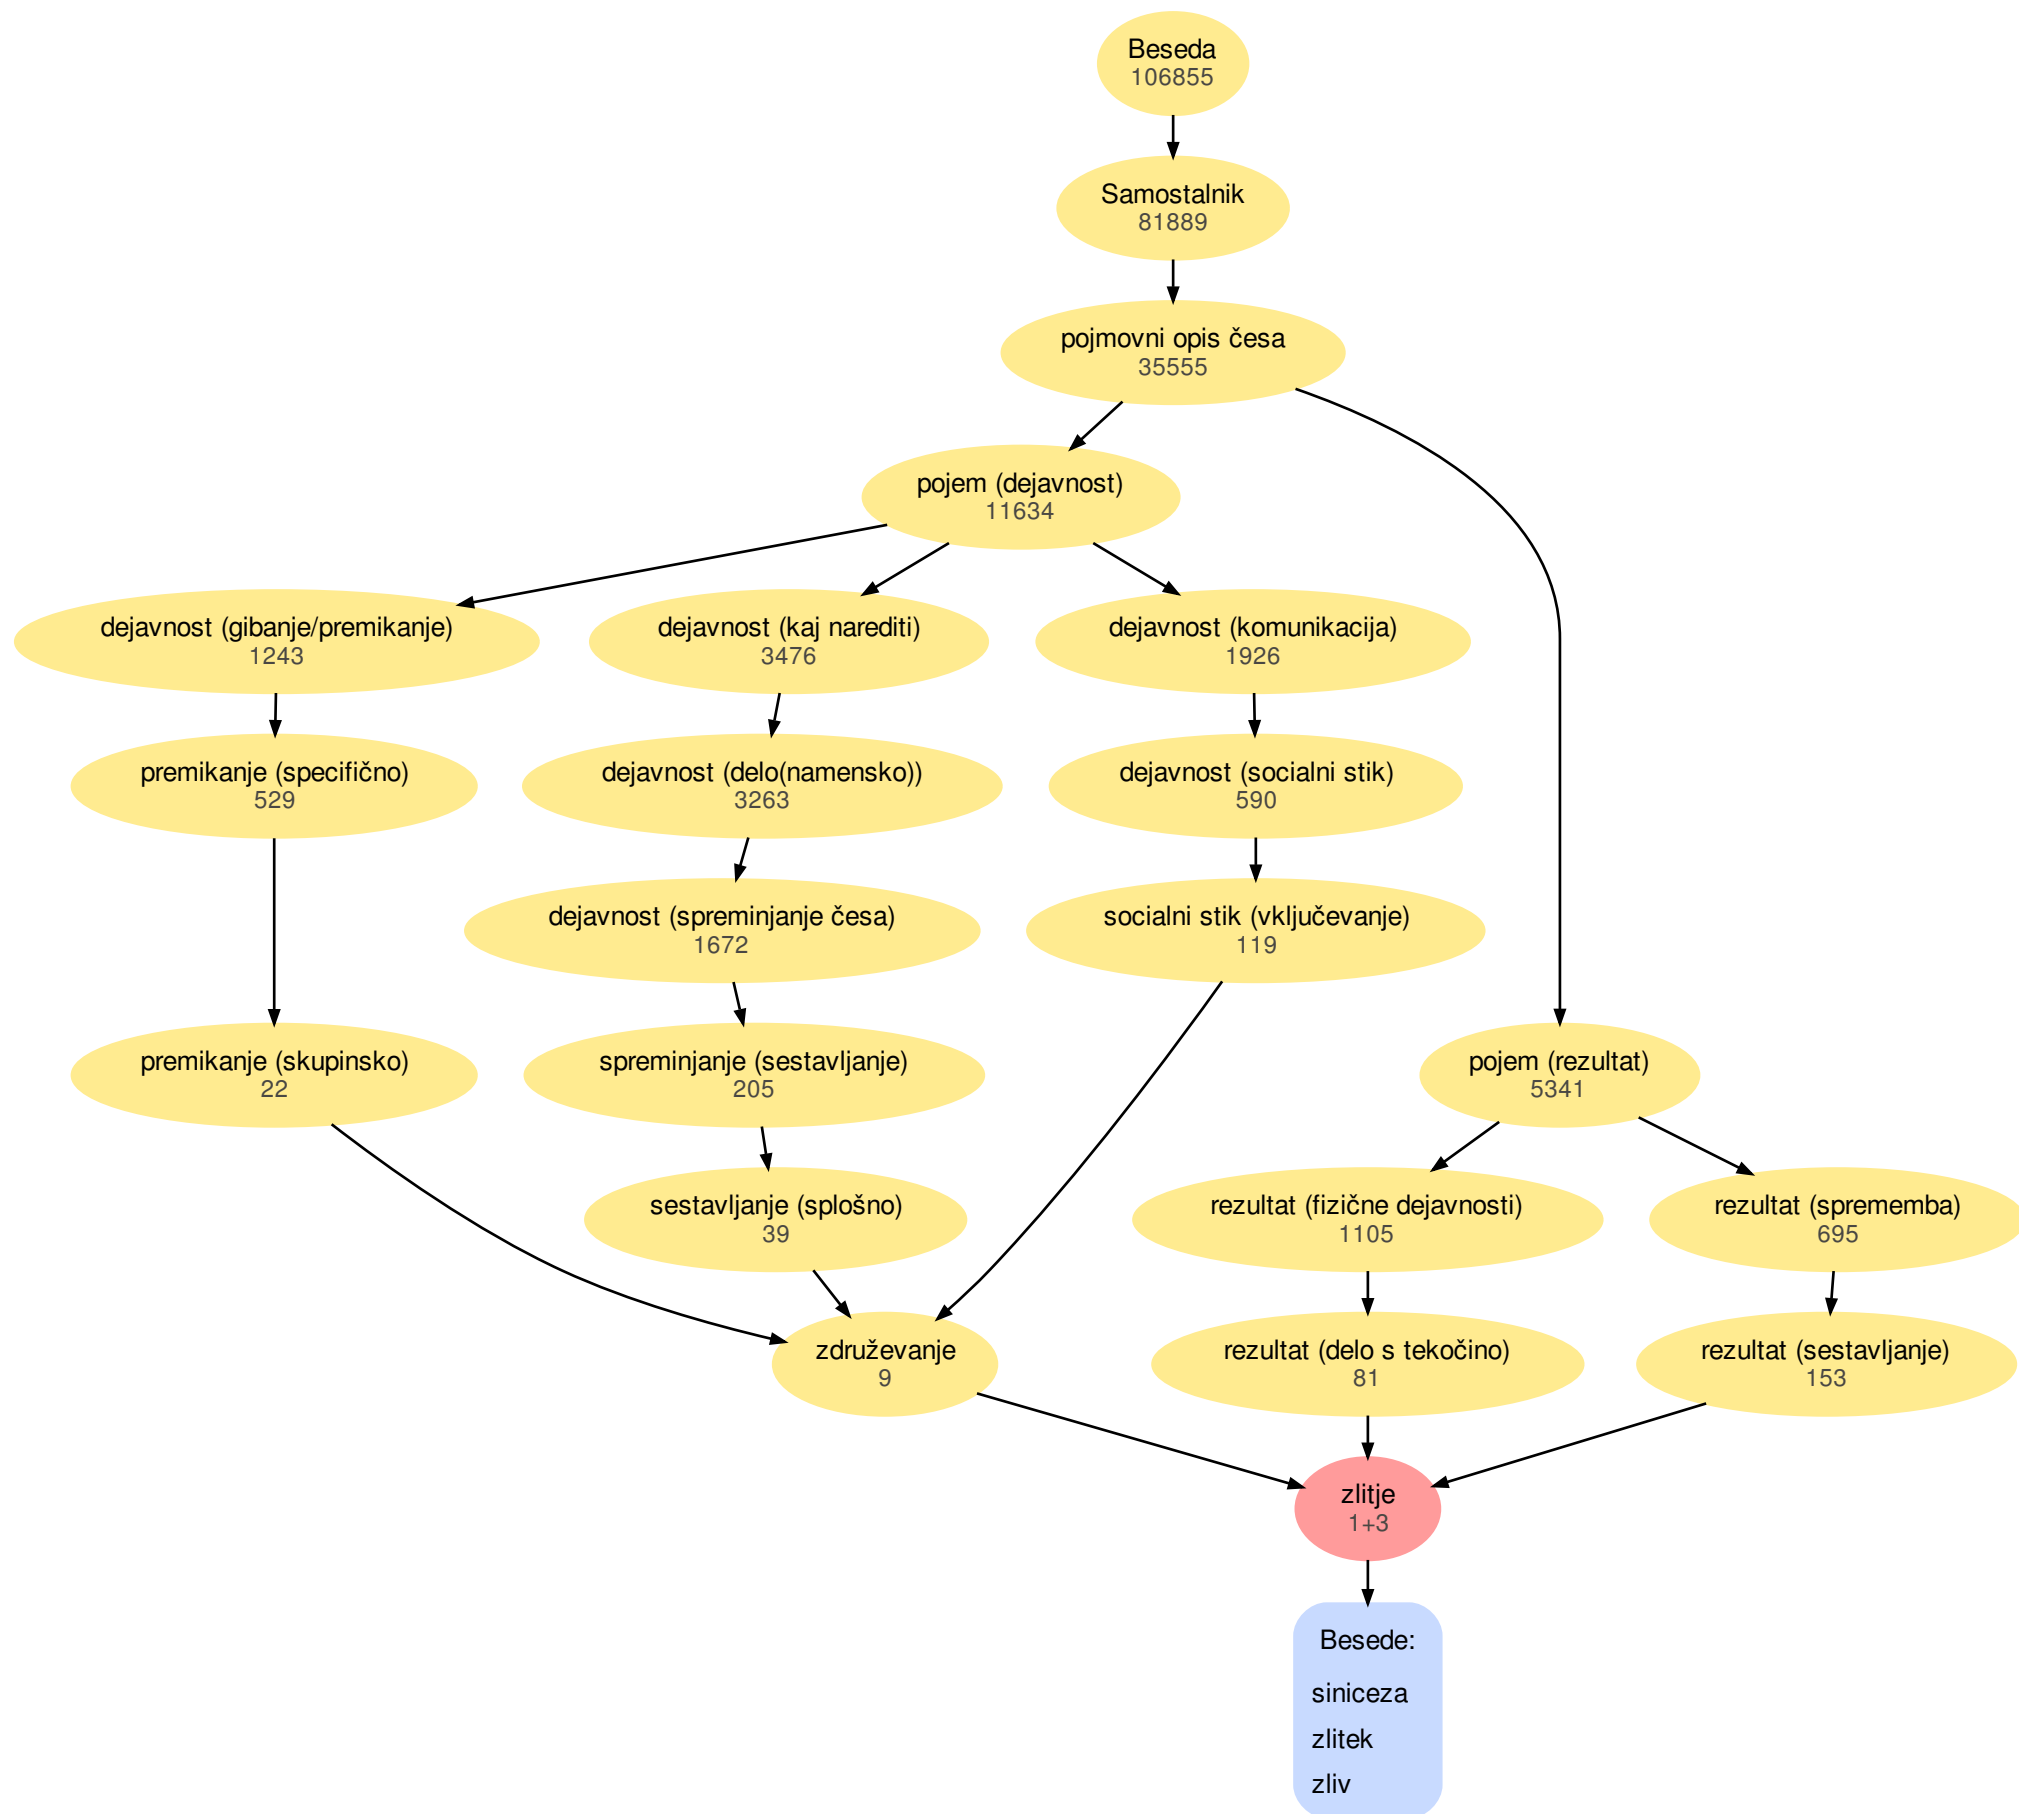 Beseda
106855
Samostalnik
81889
pojmovni opis česa
35555
pojem (dejavnost)
11634
dejavnost (gibanje/premikanje)
1243
dejavnost (kaj narediti)
3476
dejavnost (komunikacija)
1926
premikanje (specifično)
529
dejavnost (delo(namensko))
3263
dejavnost (socialni stik)
590
dejavnost (spreminjanje česa)
1672
socialni stik (vključevanje)
119
premikanje (skupinsko)
22
spreminjanje (sestavljanje)
205
pojem (rezultat)
5341
sestavljanje (splošno)
39
rezultat (fizične dejavnosti)
1105
rezultat (sprememba)
695
združevanje
9
rezultat (delo s tekočino)
81
rezultat (sestavljanje)
153
zlitje
1+3
Besede:
siniceza
zlitek
zliv